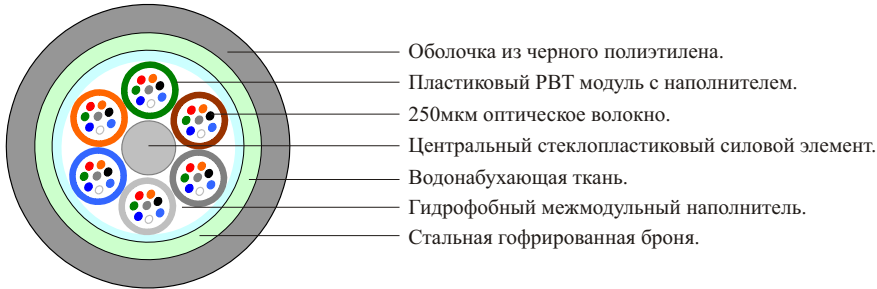 Оболочка из черного полиэтилена.
Пластиковый PBT модуль с наполнителем.
250мкм оптическое волокно.
Центральный стеклопластиковый силовой элемент.
Водонабухающая ткань.
Гидрофобный межмодульный наполнитель.
Стальная гофрированная броня.